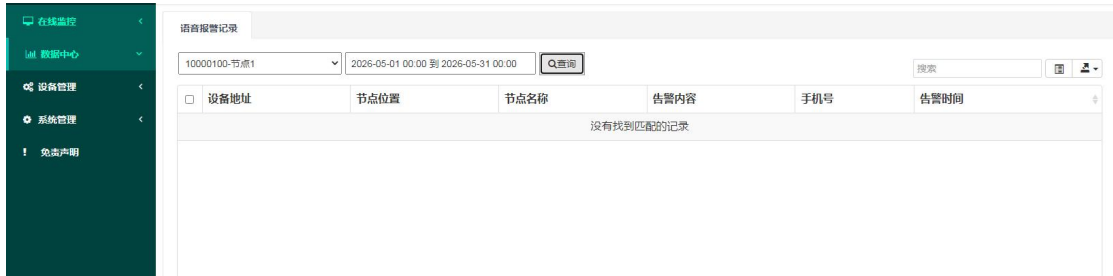 在线监控
数据中心
设备管理
系统管理
! 免责声明
语音报警记录
10000100-节点1
2026-05-01 00:00 到 2026-05-31 00:00
查询
搜索
设备地址 节点位置 节点名称 告警内容 手机号 告警时间
没有找到匹配的记录